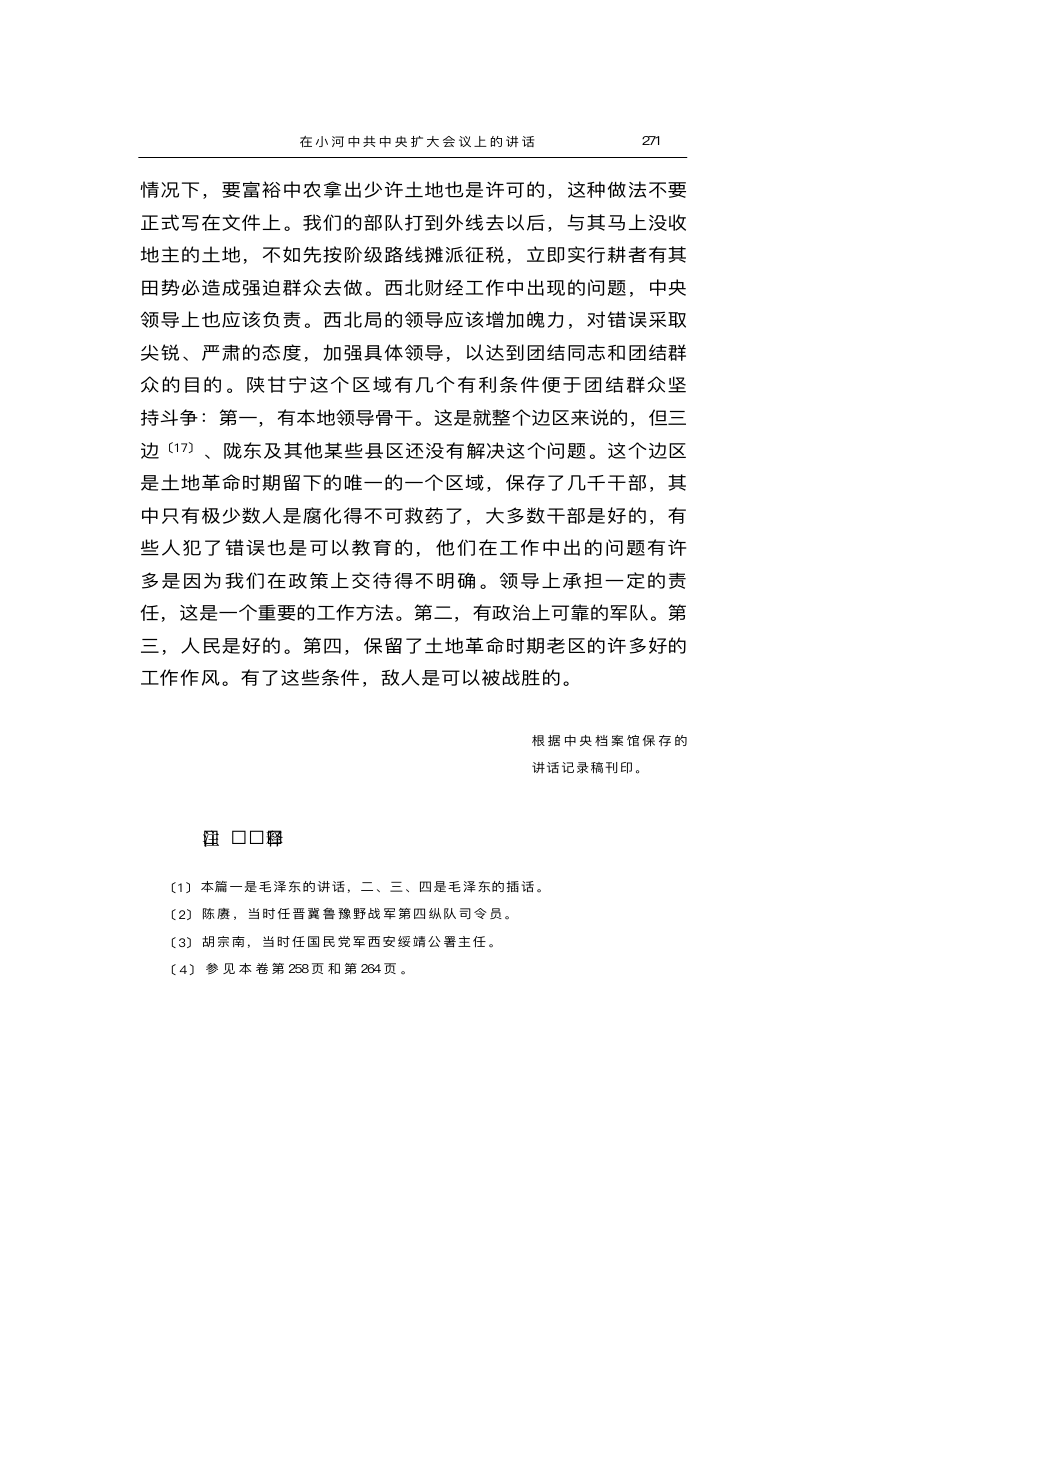 在小河中共中央扩大会议上的讲话 271
情况下，要富裕中农拿出少许土地也是许可的，这种做法不要
正式写在文件上。我们的部队打到外线去以后，与其马上没收
地主的土地，不如先按阶级路线摊派征税，立即实行耕者有其
田势必造成强迫群众去做。西北财经工作中出现的问题，中央
领导上也应该负责。西北局的领导应该增加魄力，对错误采取
尖锐、严肃的态度，加强具体领导，以达到团结同志和团结群
众的目的。陕甘宁这个区域有几个有利条件便于团结群众坚
持斗争：第一，有本地领导骨干。这是就整个边区来说的，但三
边〔17〕、陇东及其他某些县区还没有解决这个问题。这个边区
是土地革命时期留下的唯一的一个区域，保存了几千干部，其
中只有极少数人是腐化得不可救药了，大多数干部是好的，有
些人犯了错误也是可以教育的，他们在工作中出的问题有许
多是因为我们在政策上交待得不明确。领导上承担一定的责
任，这是一个重要的工作方法。第二，有政治上可靠的军队。第
三，人民是好的。第四，保留了土地革命时期老区的许多好的
工作作风。有了这些条件，敌人是可以被战胜的。
根据中央档案馆保存的
讲话记录稿刊印。
注 □□释
〔1〕本篇一是毛泽东的讲话，二、三、四是毛泽东的插话。
〔2〕陈赓，当时任晋冀鲁豫野战军第四纵队司令员。
〔3〕胡宗南，当时任国民党军西安绥靖公署主任。
〔4〕参见本卷第258页和第264页。